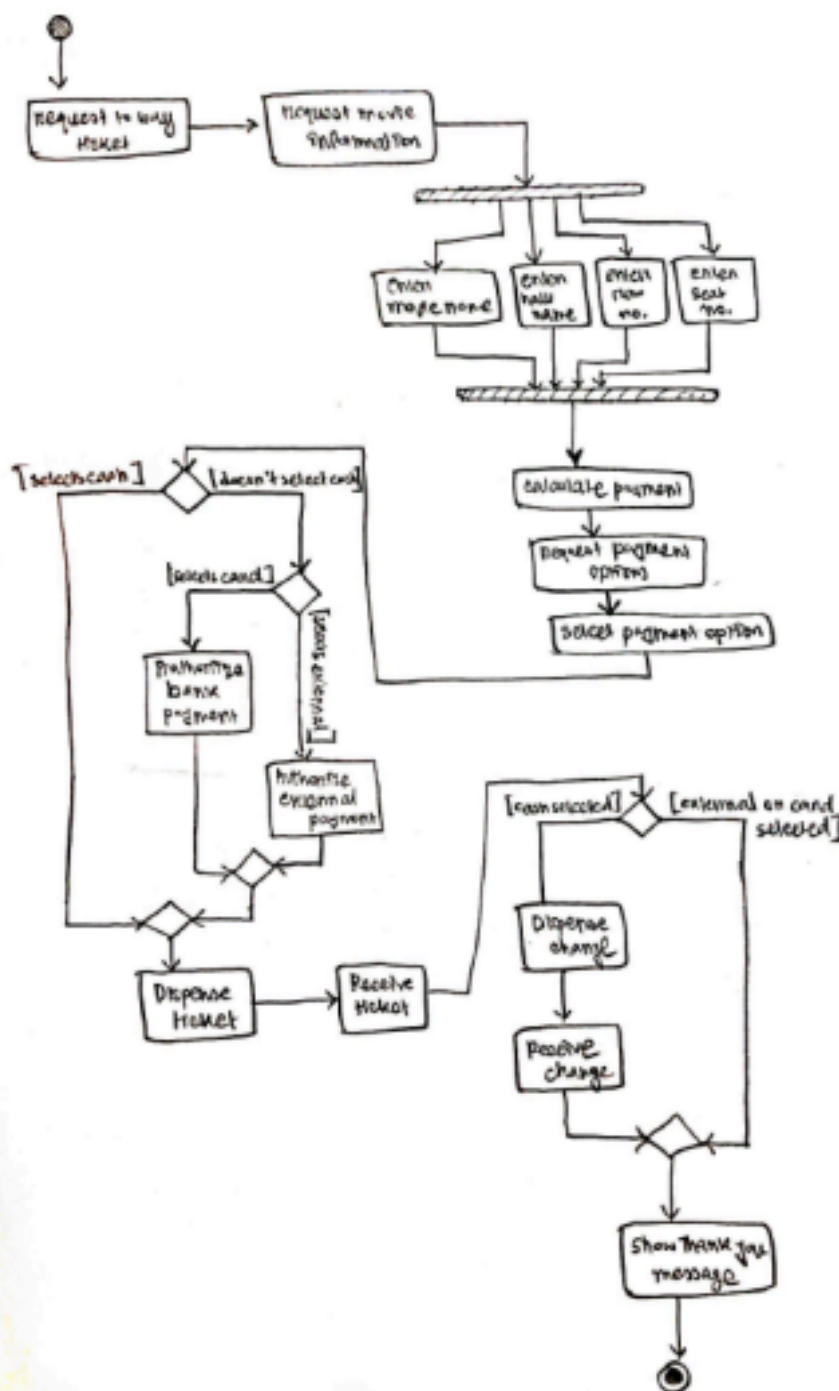 request to buy
ticket
request movie
information
enter
movie name
enter
hall
name
enter
row
no.
enter
seat
no.
calculate payment
request payment
options
select payment option
[selects cash]
[doesn't select cash]
[selects card]
[selects external]
Authorize
bank
payment
Authorize
external
payment
Dispense
ticket
Receive
ticket
[cash selected]
[external or card
selected]
Dispense
change
Receive
change
Show thank you
message